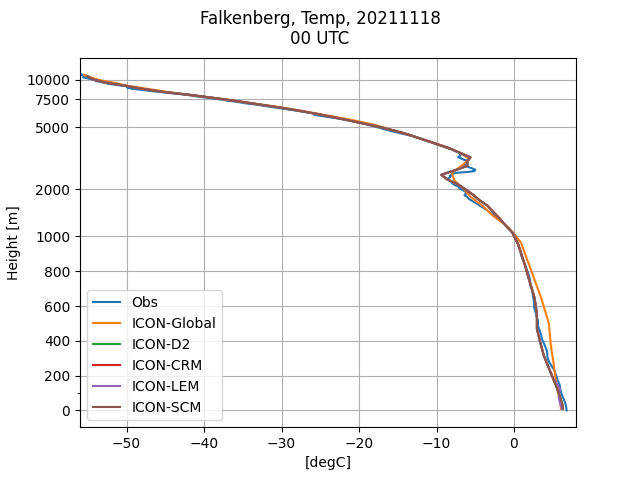 Falkenberg, Temp, 20211118
00 UTC
10000
7500
5000
2000
1000
800
600
400
200
0
Height [m]
Obs
ICON-Global
ICON-D2
ICON-CRM
ICON-LEM
ICON-SCM
−50
−40
−30
−20
−10
0
[degC]